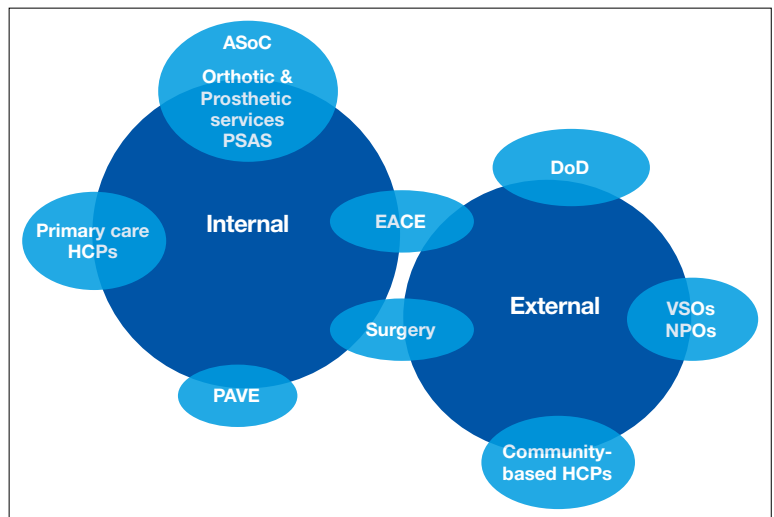 ASoC
Orthotic &
Prosthetic
services
PSAS
Internal
Primary care
HCPs
EACE
Surgery
PAVE
DoD
External
VSOs
NPOs
Community-
based HCPs